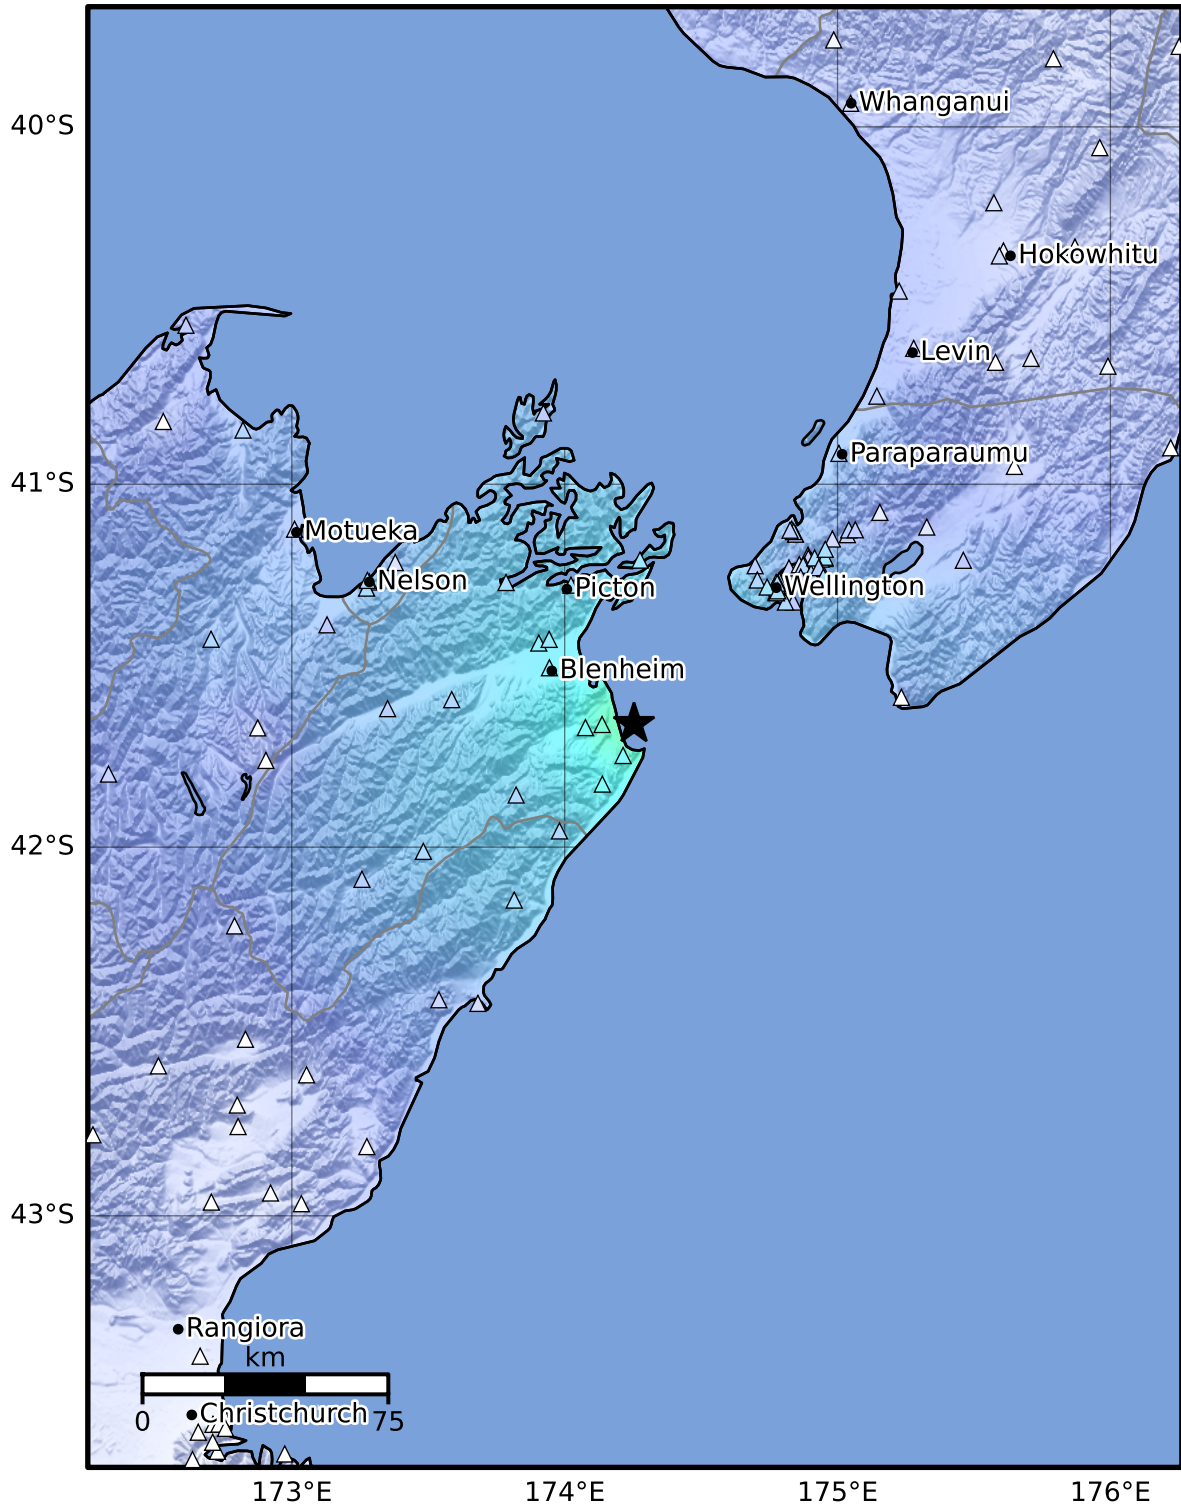 Whanganui
40°S
Hokowhitu
Levin
Paraparaumu
41°S
Motueka
Nelson
Picton
Wellington
Blenheim
42°S
43°S
Rangiora
km
Christchurch
0
75
173°E
174°E
175°E
176°E